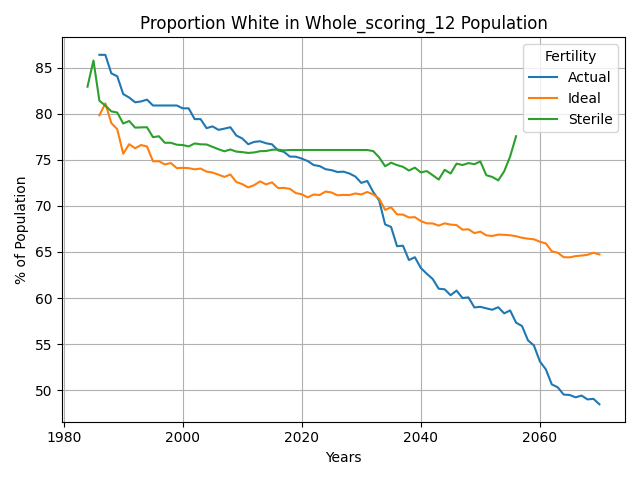 Proportion White in Whole_scoring_12 Population
% of Population
85
80
75
70
65
60
55
50
Fertility
Actual
Ideal
Sterile
1980
2000
2020
2040
2060
Years